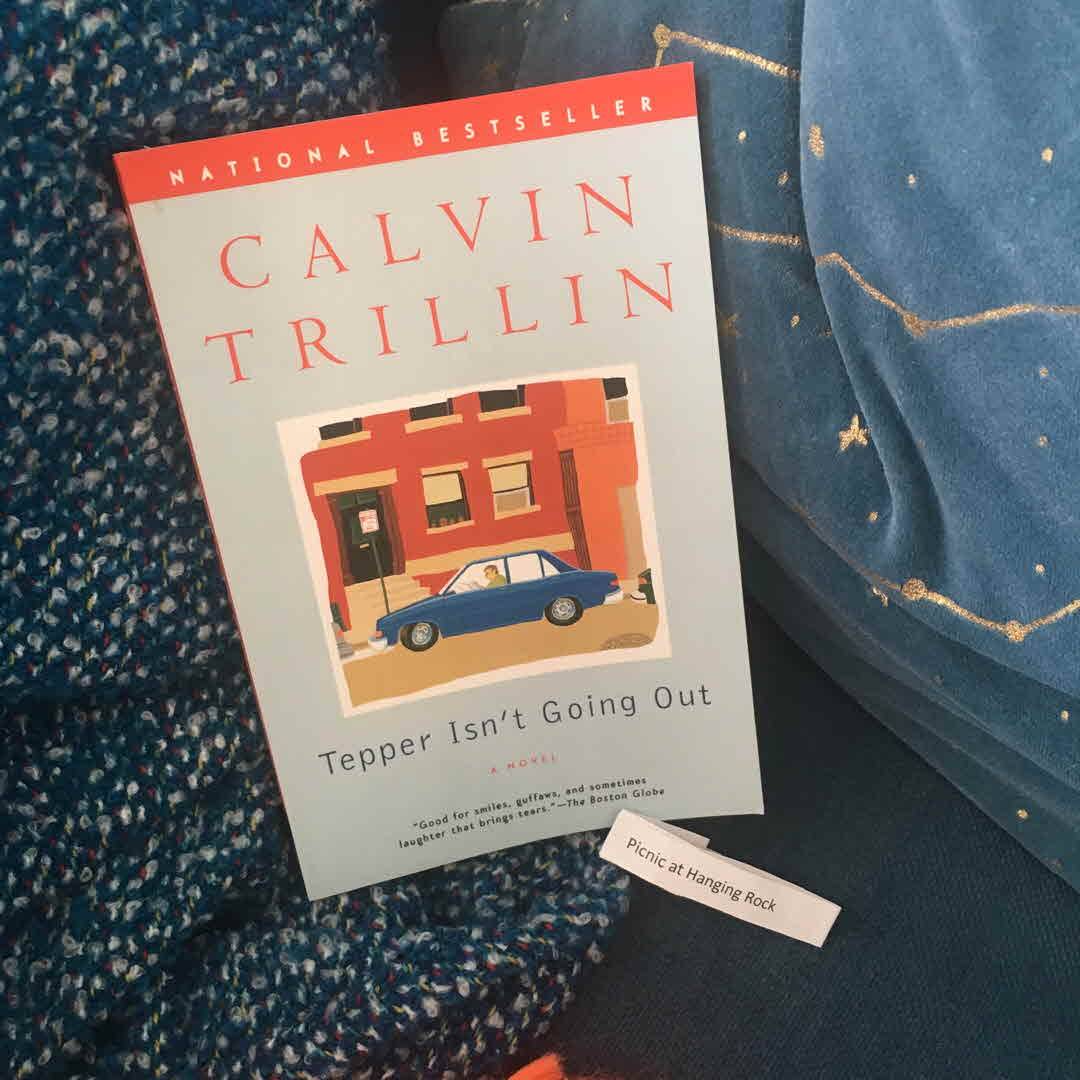 NATIONAL BESTSELLER
CALVIN
TRILLIN
Tepper Isn't Going Out
A NOVEL
"Good for smiles, guffaws, and sometimes
laughter that brings tears."—The Boston Globe
Picnic at Hanging Rock